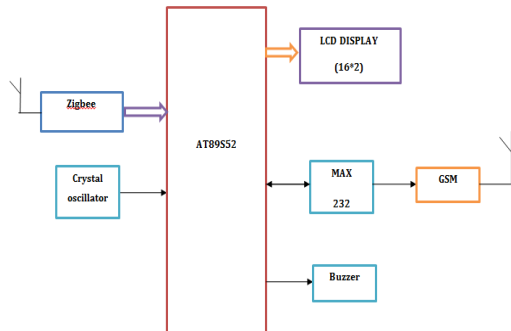 LCD DISPLAY
(16*2)
Zigbee
AT89S52
Crystal
oscillator
MAX
232
GSM
Buzzer